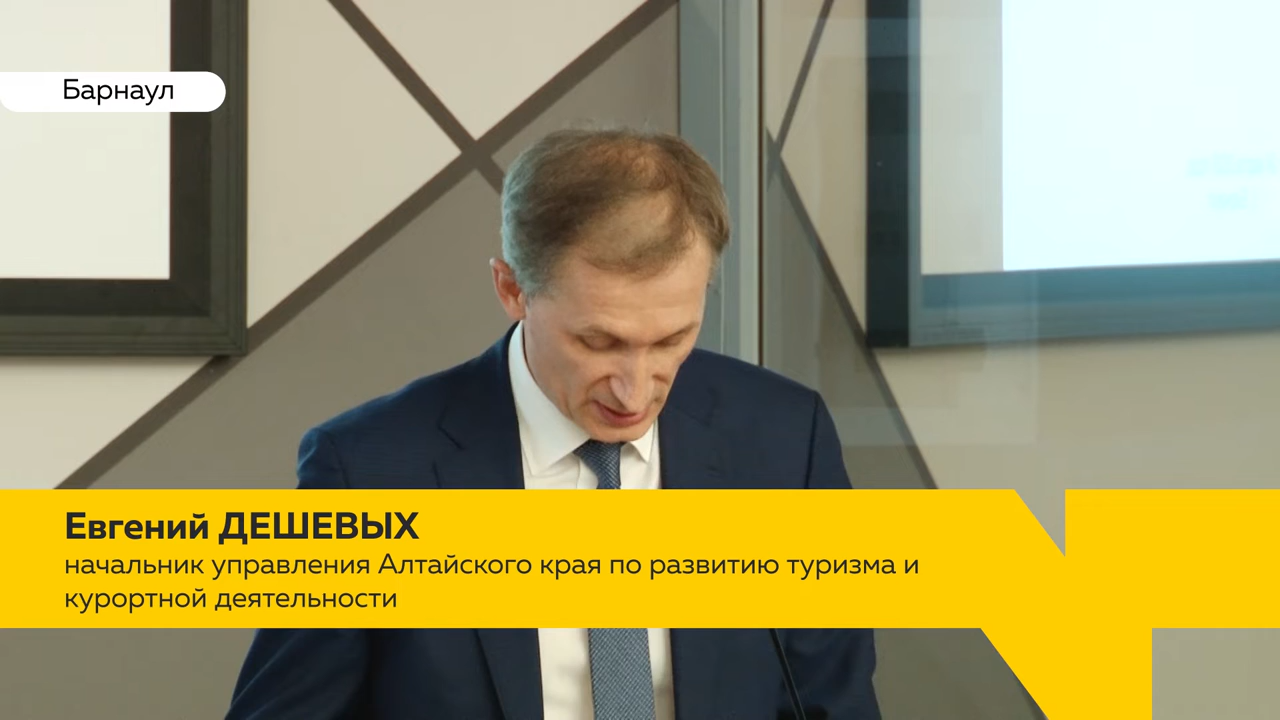 Барнаул
Евгений ДЕШЕВЫХ
начальник управления Алтайского края по развитию туризма и
курортной деятельности